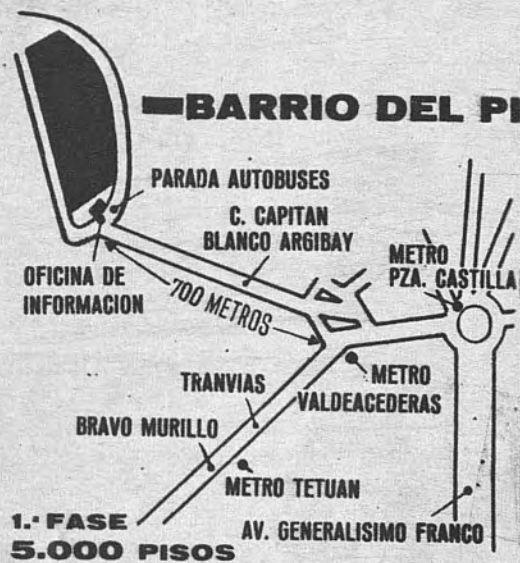 BARRIO DEL
PARADA AUTOBUSES
C. CAPITAN
BLANCO ARGIBAY
METRO
PZA. CASTILLA
OFICINA DE
INFORMACION
700 METROS
METRO
VALDEACEDERAS
TRANVIAS
BRAVO MURILLO
METRO TETUAN
AV. GENERALISIMO FRANCO
1.ª FASE
5.000 PISOS